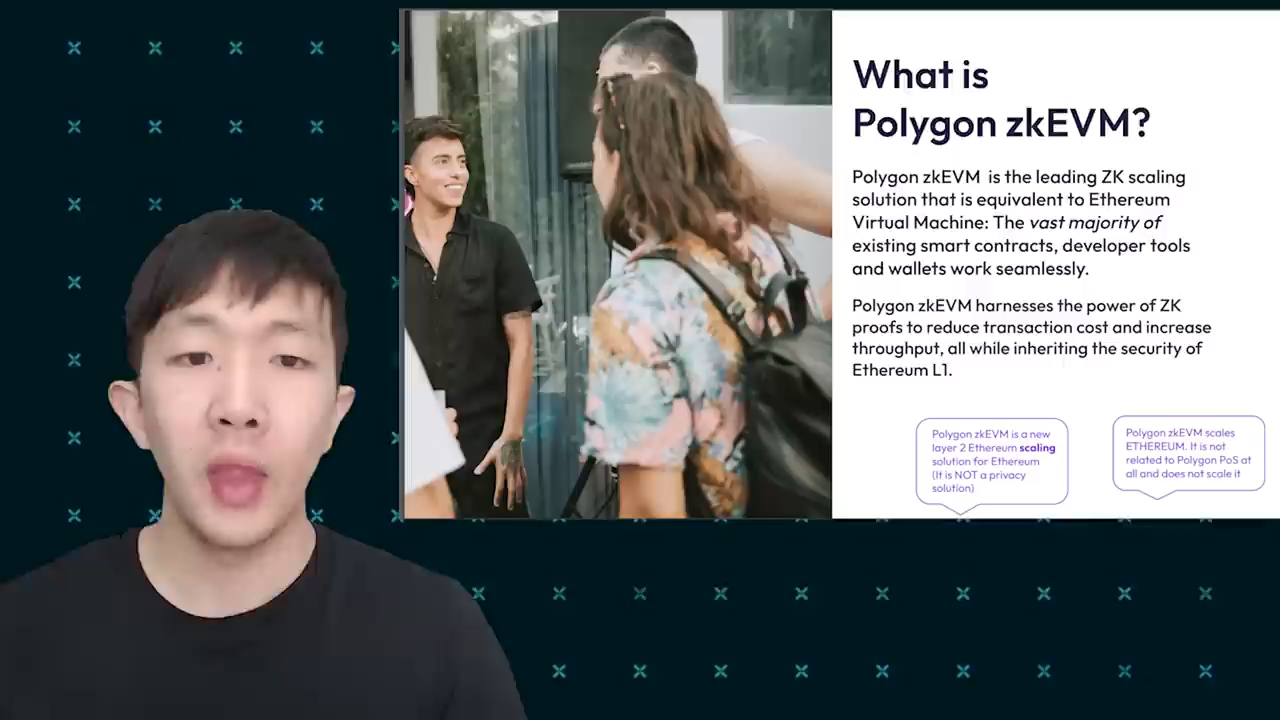 What is
Polygon zkEVM?
Polygon zkEVM is the leading ZK scaling
solution that is equivalent to Ethereum
Virtual Machine: The vast majority of
existing smart contracts, developer tools
and wallets work seamlessly.
Polygon zkEVM harnesses the power of ZK
proofs to reduce transaction cost and increase
throughput, all while inheriting the security of
Ethereum L1.
Polygon zkEVM is a new
layer 2 Ethereum scaling
solution for Ethereum
(It is NOT a privacy
solution)
Polygon zkEVM scales
ETHEREUM. It is not
related to Polygon PoS at
all and does not scale it